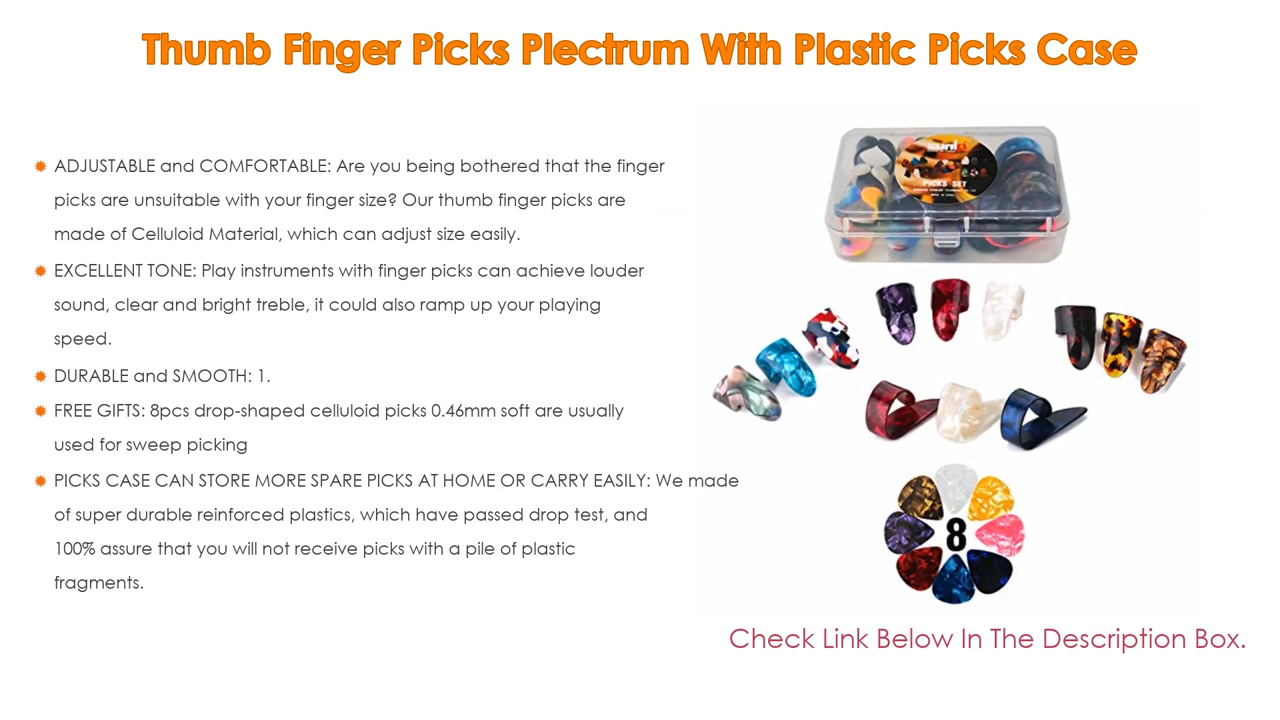 Thumb Finger Picks Plectrum With Plastic Picks Case
ADJUSTABLE and COMFORTABLE: Are you being bothered that the finger
picks are unsuitable with your finger size? Our thumb finger picks are
made of Celluloid Material, which can adjust size easily.
EXCELLENT TONE: Play instruments with finger picks can achieve louder
sound, clear and bright treble, it could also ramp up your playing
speed.
DURABLE and SMOOTH: 1.
FREE GIFTS: 8pcs drop-shaped celluloid picks 0.46mm soft are usually
used for sweep picking
PICKS CASE CAN STORE MORE SPARE PICKS AT HOME OR CARRY EASILY: We made
of super durable reinforced plastics, which have passed drop test, and
100% assure that you will not receive picks with a pile of plastic
fragments.
PICKS SET
8
Check Link Below In The Description Box.